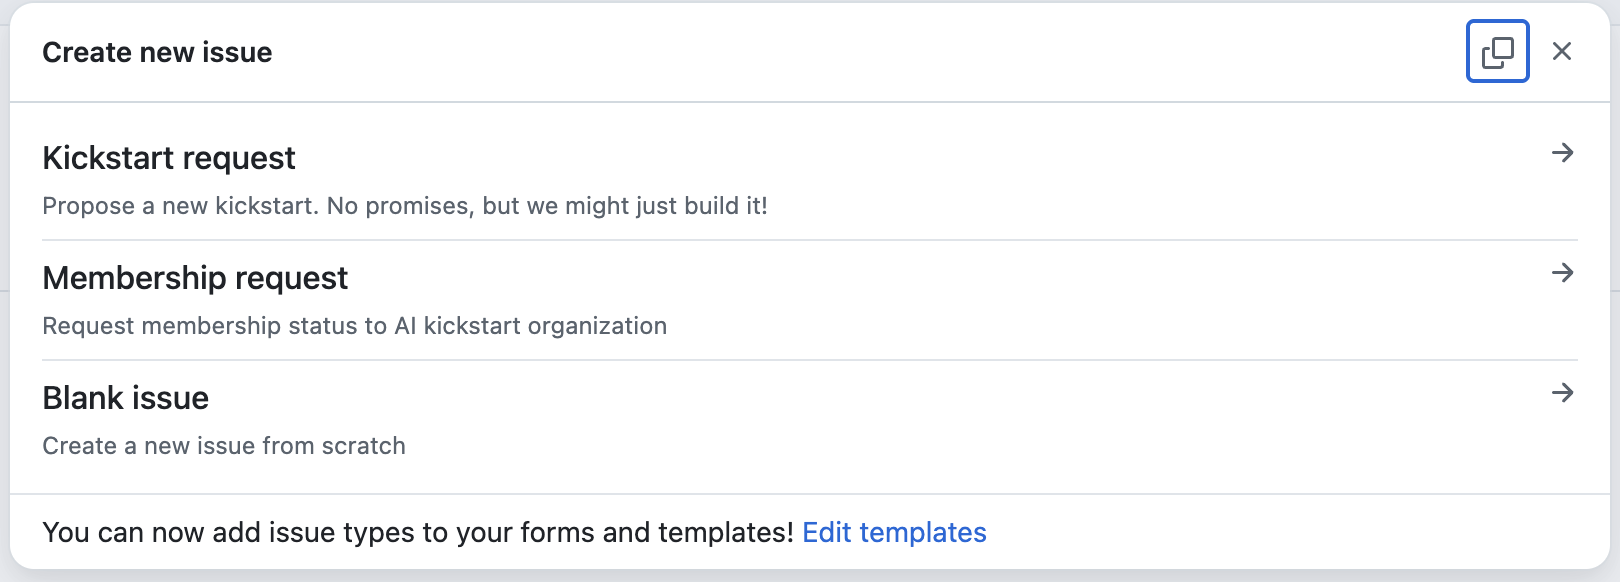 Create new issue
Kickstart request
Propose a new kickstart. No promises, but we might just build it!
Membership request
Request membership status to AI kickstart organization
Blank issue
Create a new issue from scratch
You can now add issue types to your forms and templates! Edit templates